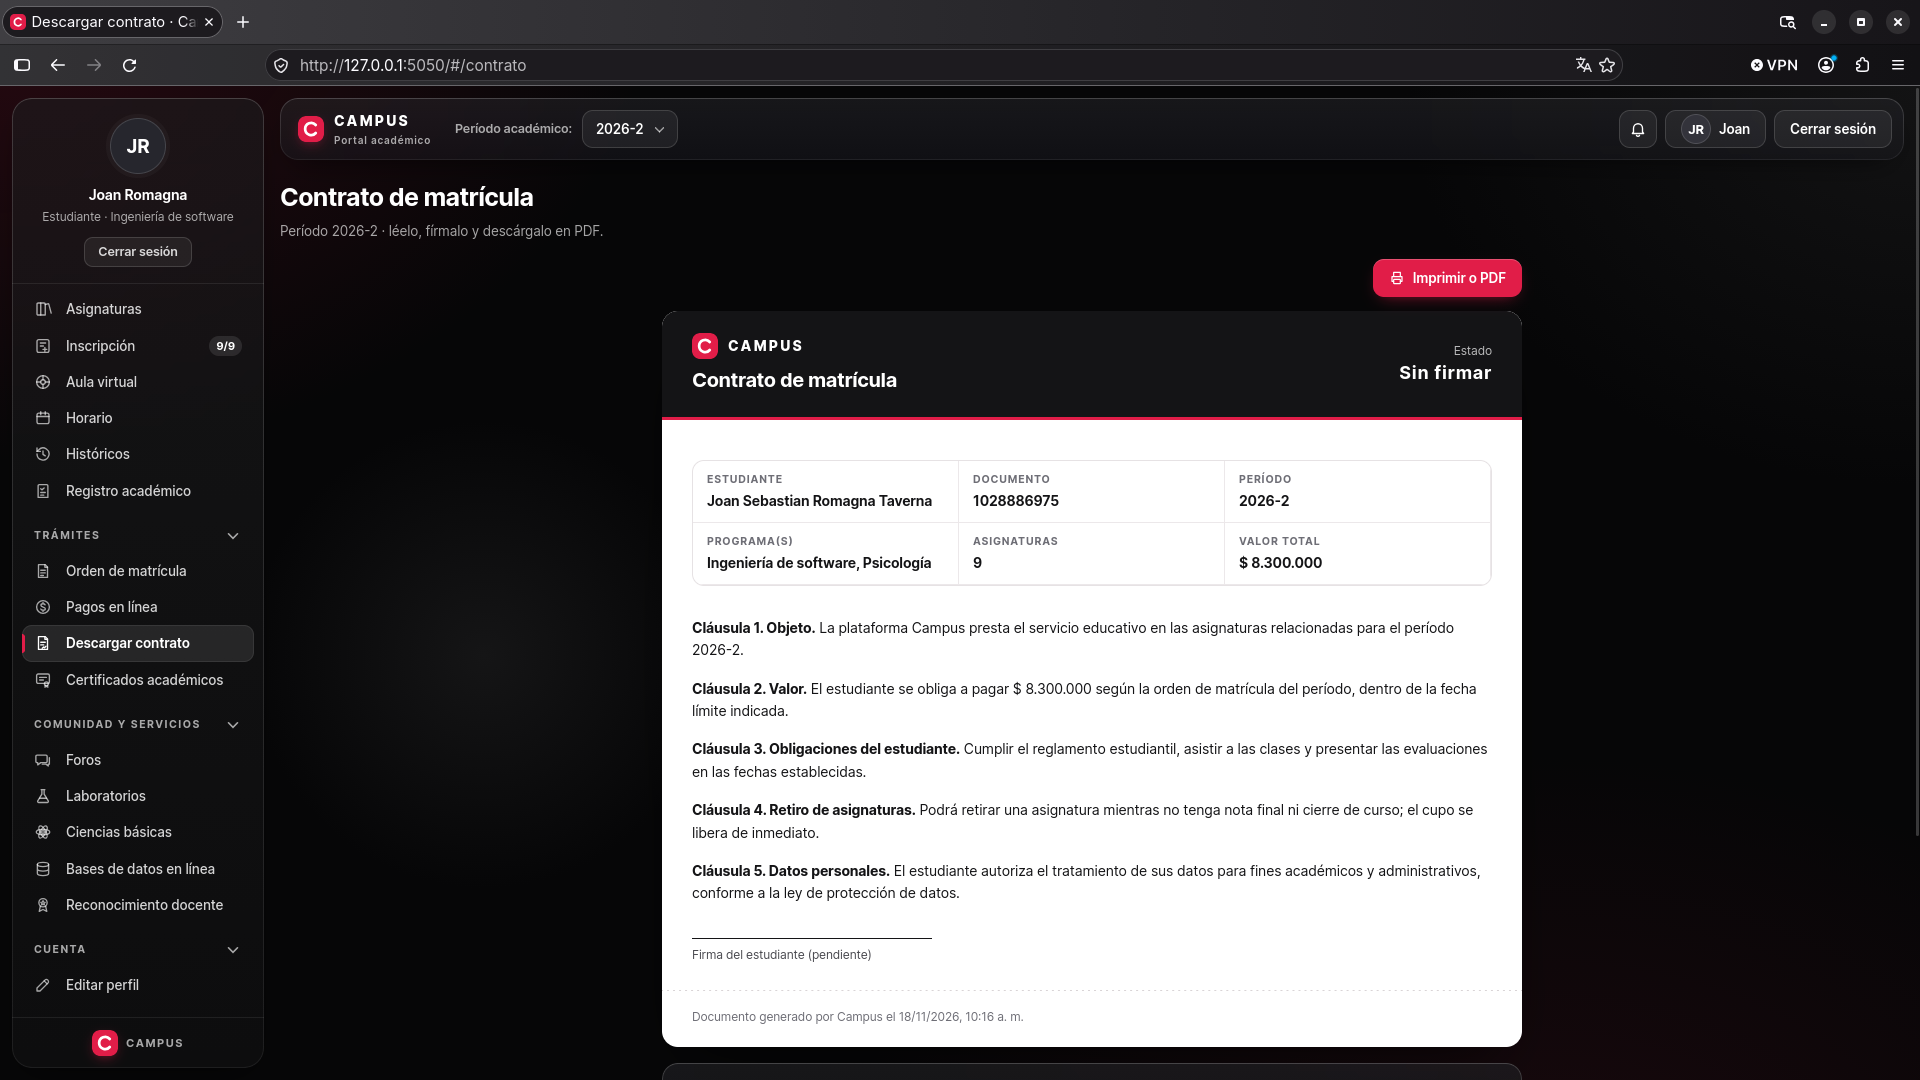 Descargar contrato · Ca
http://127.0.0.1:5050/#/contrato
VPN
JR
Joan Romagna
Estudiante · Ingeniería de software
Cerrar sesión
Asignaturas
Inscripción 9/9
Aula virtual
Horario
Históricos
Registro académico
TRÁMITES
Orden de matrícula
Pagos en línea
Descargar contrato
Certificados académicos
COMUNIDAD Y SERVICIOS
Foros
Laboratorios
Ciencias básicas
Bases de datos en línea
Reconocimiento docente
CUENTA
Editar perfil
C CAMPUS
C CAMPUS
Portal académico
Período académico: 2026-2
JR Joan
Cerrar sesión
Contrato de matrícula
Período 2026-2 · léelo, fírmalo y descárgalo en PDF.
Imprimir o PDF
C CAMPUS
Contrato de matrícula
Estado
Sin firmar
ESTUDIANTE
Joan Sebastian Romagna Taverna
DOCUMENTO
1028886975
PERÍODO
2026-2
PROGRAMA(S)
Ingeniería de software, Psicología
ASIGNATURAS
9
VALOR TOTAL
$ 8.300.000
Cláusula 1. Objeto. La plataforma Campus presta el servicio educativo en las asignaturas relacionadas para el período
2026-2.
Cláusula 2. Valor. El estudiante se obliga a pagar $ 8.300.000 según la orden de matrícula del período, dentro de la fecha
límite indicada.
Cláusula 3. Obligaciones del estudiante. Cumplir el reglamento estudiantil, asistir a las clases y presentar las evaluaciones
en las fechas establecidas.
Cláusula 4. Retiro de asignaturas. Podrá retirar una asignatura mientras no tenga nota final ni cierre de curso; el cupo se
libera de inmediato.
Cláusula 5. Datos personales. El estudiante autoriza el tratamiento de sus datos para fines académicos y administrativos,
conforme a la ley de protección de datos.
Firma del estudiante (pendiente)
Documento generado por Campus el 18/11/2026, 10:16 a. m.